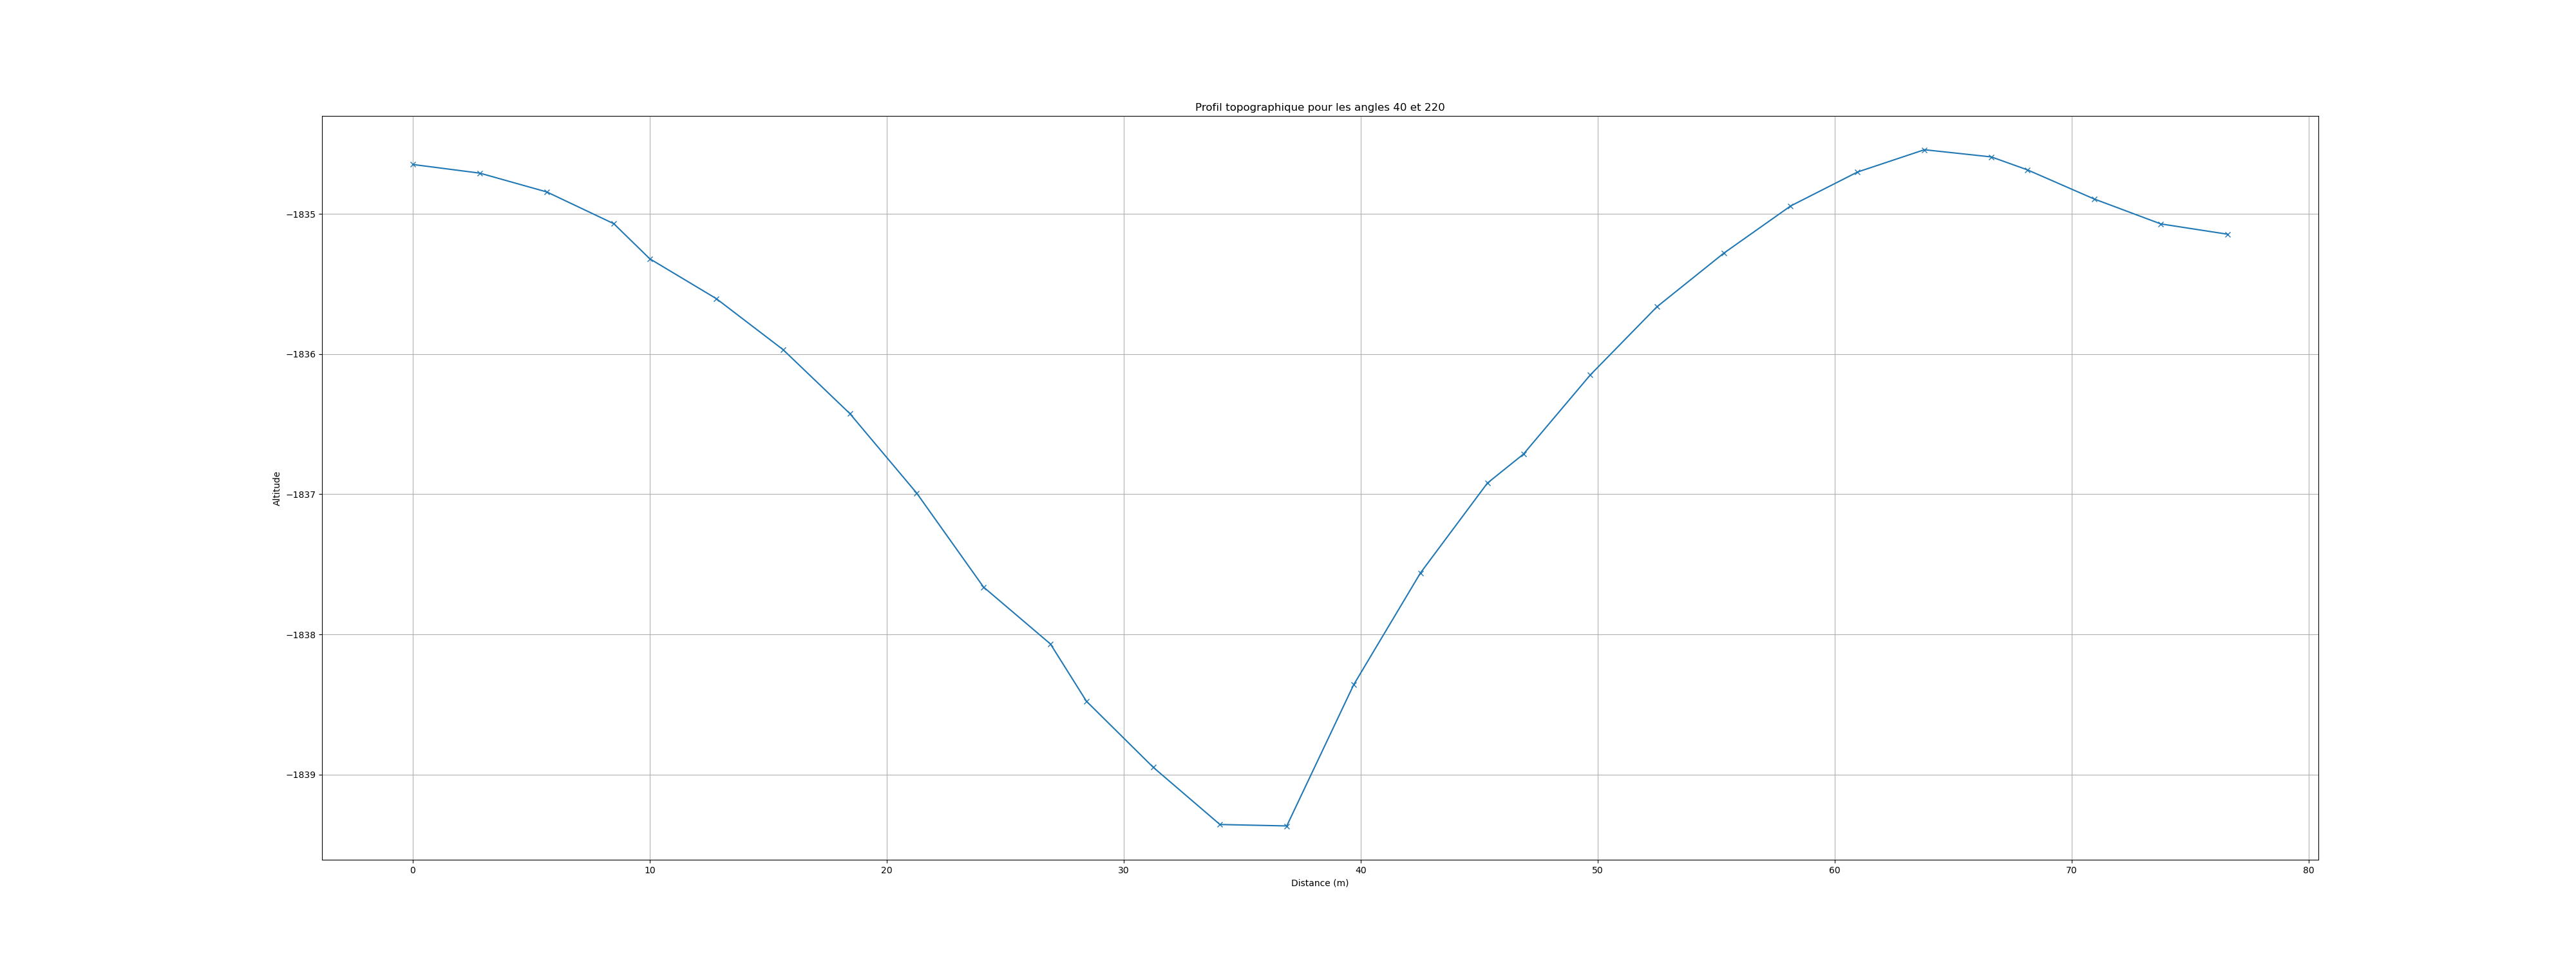 Profil topographique pour les angles 40 et 220
Altitude
−1835
−1836
−1837
−1838
−1839
0 10 20 30 40 50 60 70 80
Distance (m)